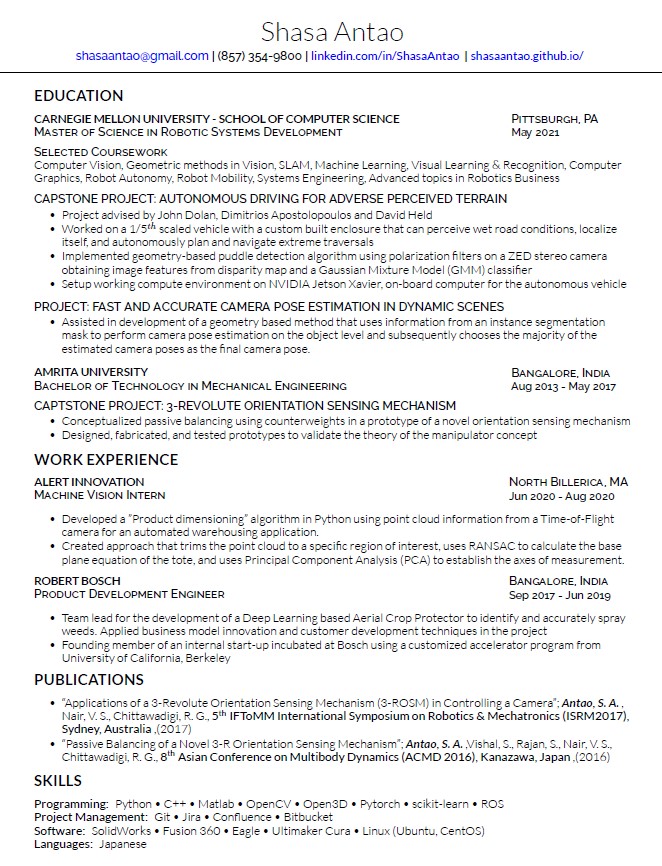 Shasa Antao
shasaantao@gmail.com | (857) 354-9800 | linkedin.com/in/ShasaAntao | shasaantao.github.io/
EDUCATION
CARNEGIE MELLON UNIVERSITY - SCHOOL OF COMPUTER SCIENCE PITTSBURGH, PA
MASTER OF SCIENCE IN ROBOTIC SYSTEMS DEVELOPMENT May 2021
SELECTED COURSEWORK
Computer Vision, Geometric methods in Vision, SLAM, Machine Learning, Visual Learning & Recognition, Computer
Graphics, Robot Autonomy, Robot Mobility, Systems Engineering, Advanced topics in Robotics Business
CAPSTONE PROJECT: AUTONOMOUS DRIVING FOR ADVERSE PERCEIVED TERRAIN
• Project advised by John Dolan, Dimitrios Apostolopoulos and David Held
• Worked on a 1/5th scaled vehicle with a custom built enclosure that can perceive wet road conditions, localize
itself, and autonomously plan and navigate extreme traversals
• Implemented geometry-based puddle detection algorithm using polarization filters on a ZED stereo camera
obtaining image features from disparity map and a Gaussian Mixture Model (GMM) classifier
• Setup working compute environment on NVIDIA Jetson Xavier, on-board computer for the autonomous vehicle
PROJECT: FAST AND ACCURATE CAMERA POSE ESTIMATION IN DYNAMIC SCENES
• Assisted in development of a geometry based method that uses information from an instance segmentation
mask to perform camera pose estimation on the object level and subsequently chooses the majority of the
estimated camera poses as the final camera pose.
AMRITA UNIVERSITY BANGALORE, INDIA
BACHELOR OF TECHNOLOGY IN MECHANICAL ENGINEERING Aug 2013 - May 2017
CAPTSTONE PROJECT: 3-REVOLUTE ORIENTATION SENSING MECHANISM
• Conceptualized passive balancing using counterweights in a prototype of a novel orientation sensing mechanism
• Designed, fabricated, and tested prototypes to validate the theory of the manipulator concept
WORK EXPERIENCE
ALERT INNOVATION NORTH BILLERICA, MA
MACHINE VISION INTERN Jun 2020 - Aug 2020
• Developed a "Product dimensioning" algorithm in Python using point cloud information from a Time-of-Flight
camera for an automated warehousing application.
• Created approach that trims the point cloud to a specific region of interest, uses RANSAC to calculate the base
plane equation of the tote, and uses Principal Component Analysis (PCA) to establish the axes of measurement.
ROBERT BOSCH BANGALORE, INDIA
PRODUCT DEVELOPMENT ENGINEER Sep 2017 - Jun 2019
• Team lead for the development of a Deep Learning based Aerial Crop Protector to identify and accurately spray
weeds. Applied business model innovation and customer development techniques in the project
• Founding member of an internal start-up incubated at Bosch using a customized accelerator program from
University of California, Berkeley
PUBLICATIONS
• "Applications of a 3-Revolute Orientation Sensing Mechanism (3-ROSM) in Controlling a Camera"; Antao, S. A. ,
Nair, V. S., Chittawadigi, R. G., 5th IFToMM International Symposium on Robotics & Mechatronics (ISRM2017),
Sydney, Australia ,(2017)
• "Passive Balancing of a Novel 3-R Orientation Sensing Mechanism"; Antao, S. A. ,Vishal, S., Rajan, S., Nair, V. S.,
Chittawadigi, R. G., 8th Asian Conference on Multibody Dynamics (ACMD 2016), Kanazawa, Japan ,(2016)
SKILLS
Programming: Python • C++ • Matlab • OpenCV • Open3D • Pytorch • scikit-learn • ROS
Project Management: Git • Jira • Confluence • Bitbucket
Software: SolidWorks • Fusion 360 • Eagle • Ultimaker Cura • Linux (Ubuntu, CentOS)
Languages: Japanese